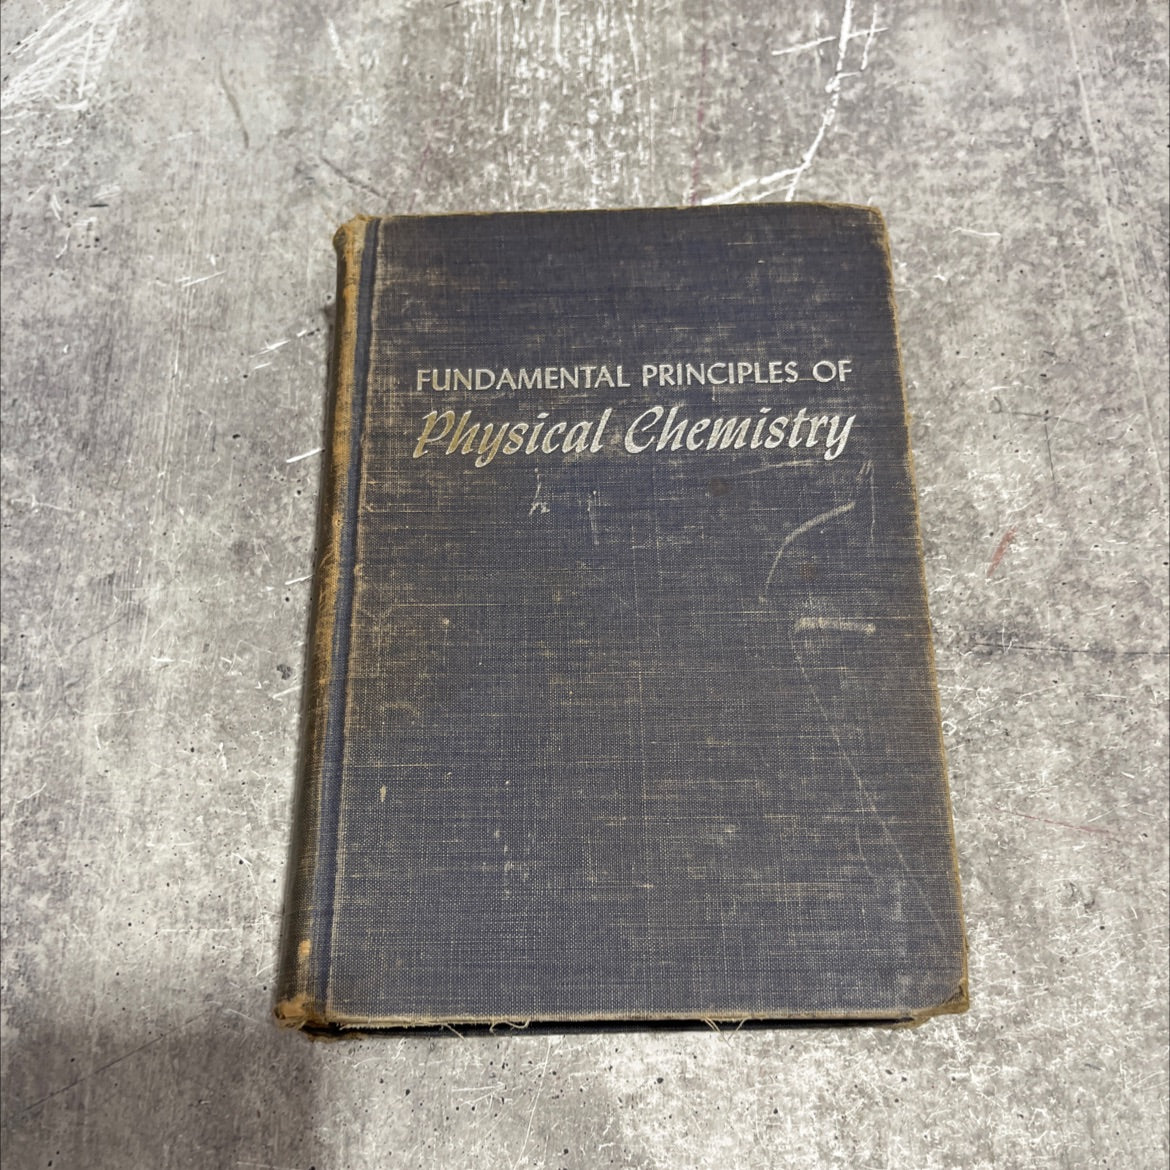 FUNDAMENTAL PRINCIPLES OF
Physical Chemistry